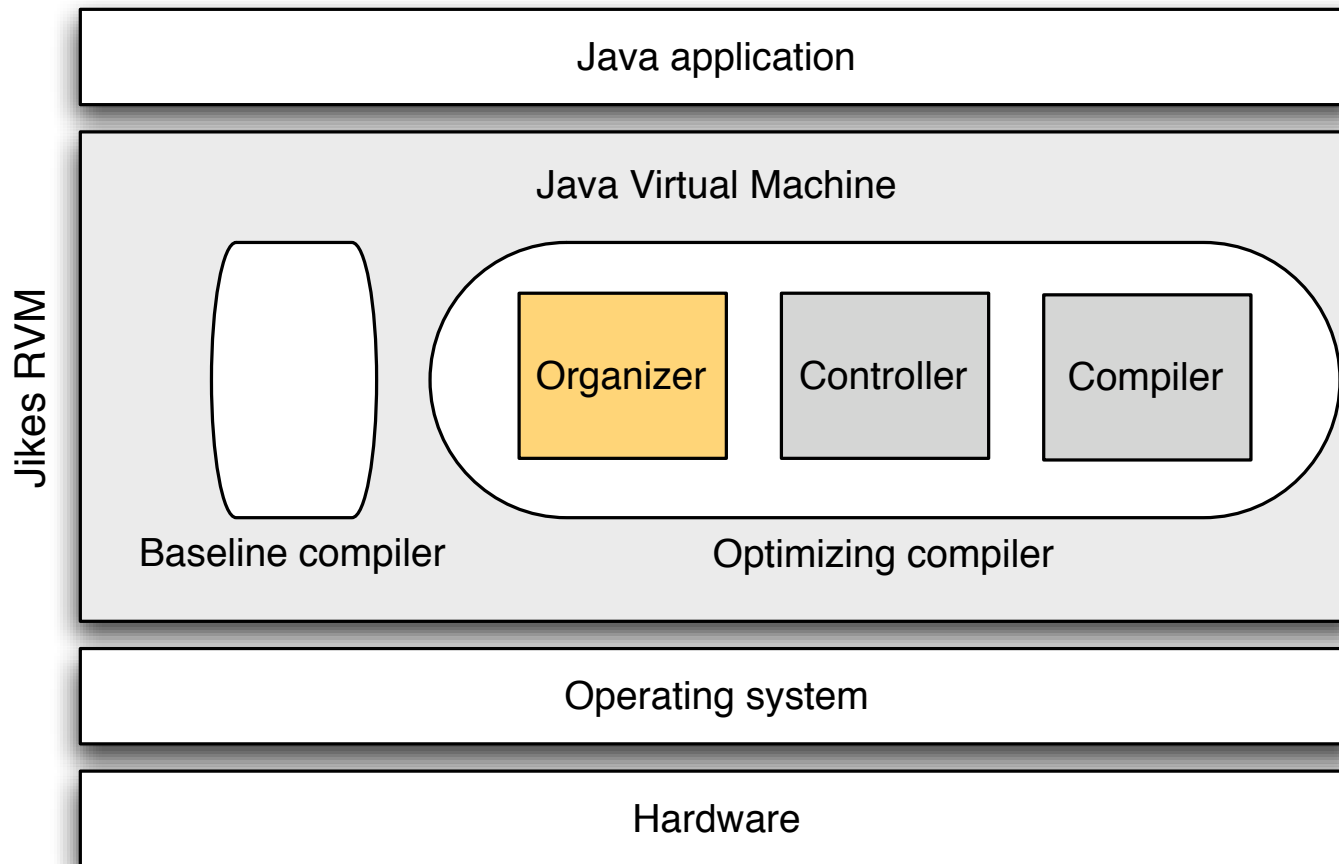 Java application
Java Virtual Machine
Jikes RVM
Organizer
Controller
Compiler
Baseline compiler
Optimizing compiler
Operating system
Hardware